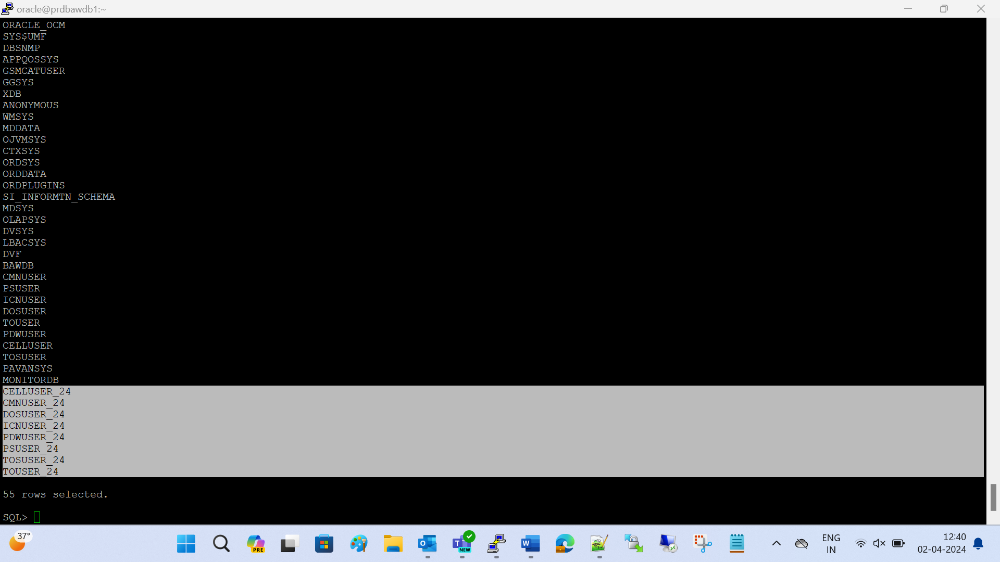 oracle@prdbawdb1:~
ORACLE_OCM
SYS$UMF
DBSNMP
APPQOSSYS
GSMCATUSER
GGSYS
XDB
ANONYMOUS
WMSYS
MDDATA
OJVMSYS
CTXSYS
ORDSYS
ORDDATA
ORDPLUGINS
SI_INFORMTN_SCHEMA
MDSYS
OLAPSYS
DVSYS
LBACSYS
DVF
BAWDB
CMNUSER
PSUSER
ICNUSER
DOSUSER
TOUSER
PDWUSER
CELLUSER
TOSUSER
PAVANSYS
MONITORDB
CELLUSER_24
CMNUSER_24
DOSUSER_24
ICNUSER_24
PDWUSER_24
PSUSER_24
TOSUSER_24
TOUSER_24
55 rows selected.
SQL>
37°
PRE
O
T
NEW
W
ENG
IN
12:40
02-04-2024